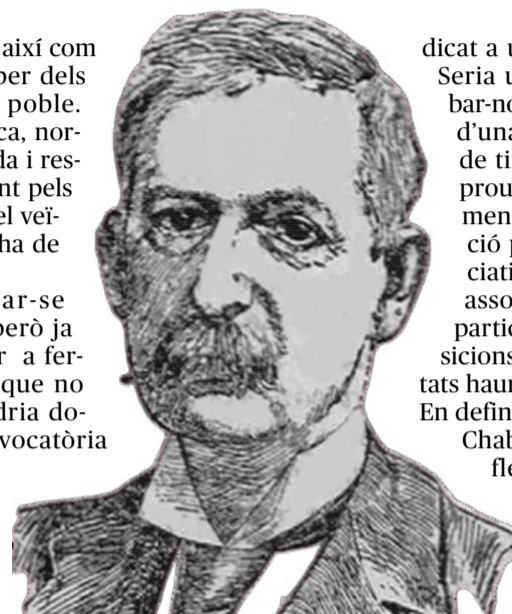 així com
per dels
poble.
ca, nor-
da i res-
nt pels
el veï-
ha de
ar-se
però ja
r a fer-
que no
dria do-
vocatòria
dicat a u
Seria u
bar-no
d'una
de ti
prou
men
ció p
ciati
asso
partic
sicions
tats haur
En defin
Chab
fle